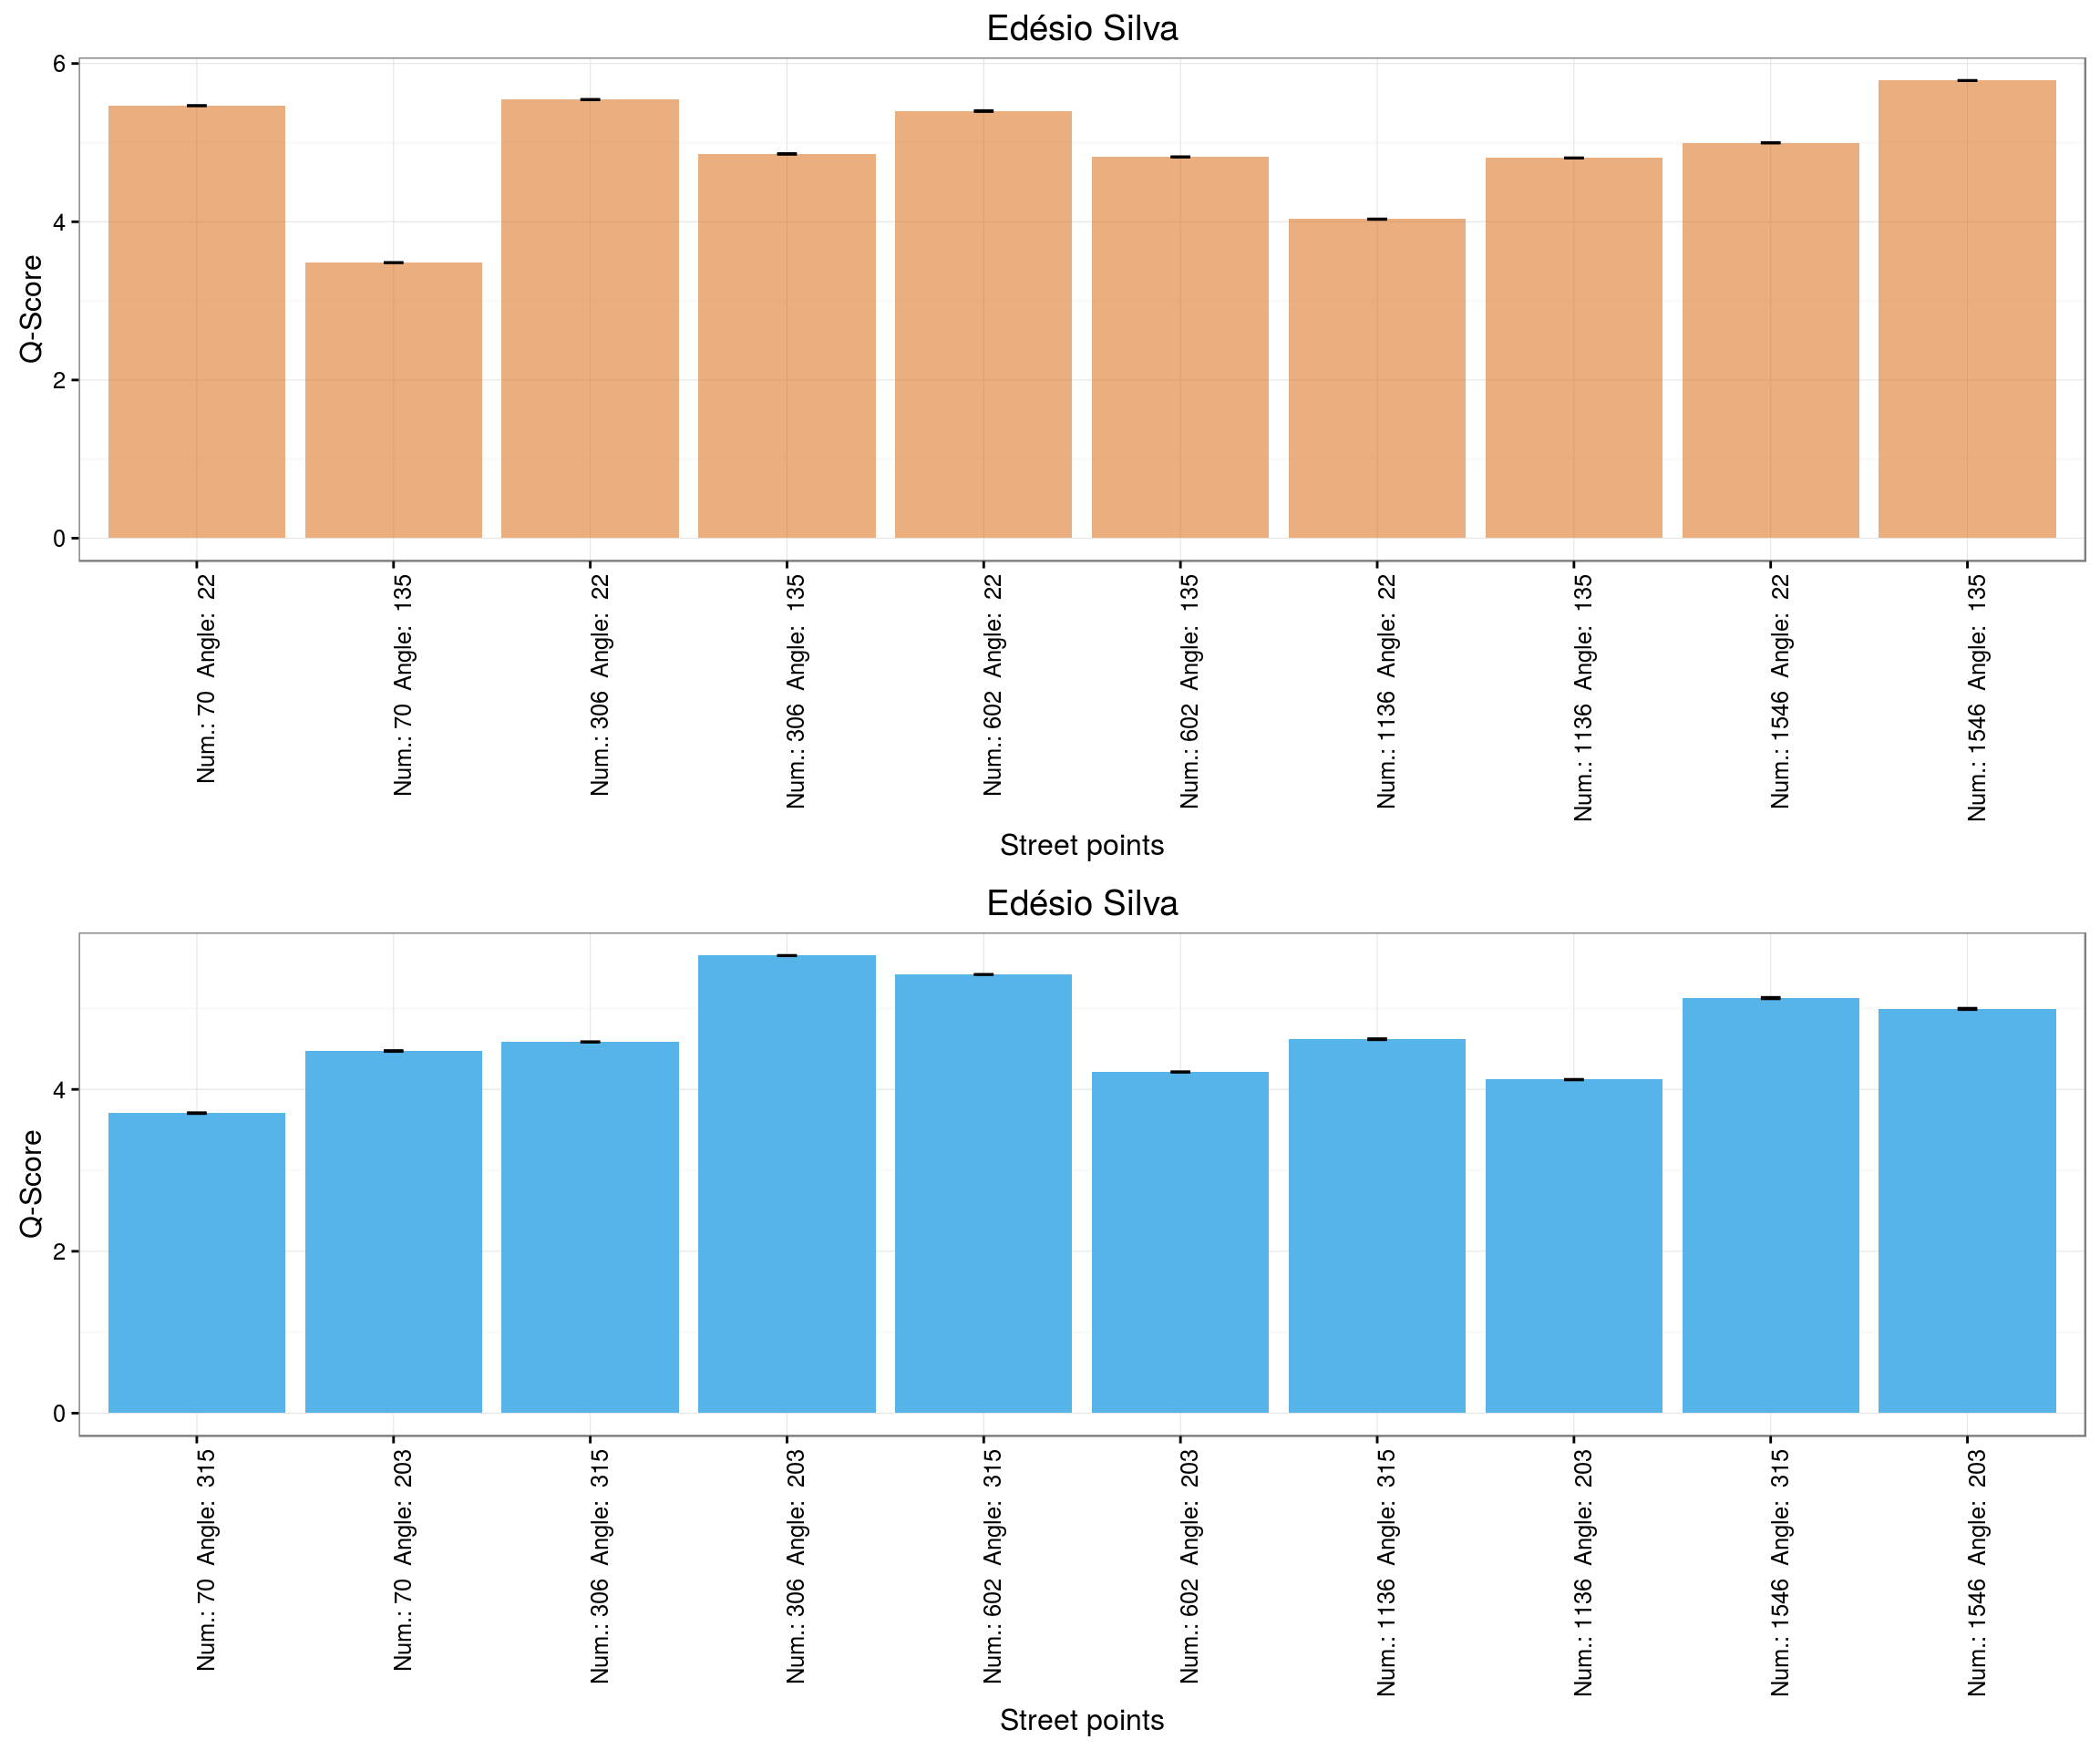 Edésio Silva
6
4
2
0
Q-Score
Num.: 70 Angle: 22
Num.: 70 Angle: 135
Num.: 306 Angle: 22
Num.: 306 Angle: 135
Num.: 602 Angle: 22
Num.: 602 Angle: 135
Num.: 1136 Angle: 22
Num.: 1136 Angle: 135
Num.: 1546 Angle: 22
Num.: 1546 Angle: 135
Street points
Edésio Silva
4
2
0
Q-Score
Num.: 70 Angle: 315
Num.: 70 Angle: 203
Num.: 306 Angle: 315
Num.: 306 Angle: 203
Num.: 602 Angle: 315
Num.: 602 Angle: 203
Num.: 1136 Angle: 315
Num.: 1136 Angle: 203
Num.: 1546 Angle: 315
Num.: 1546 Angle: 203
Street points